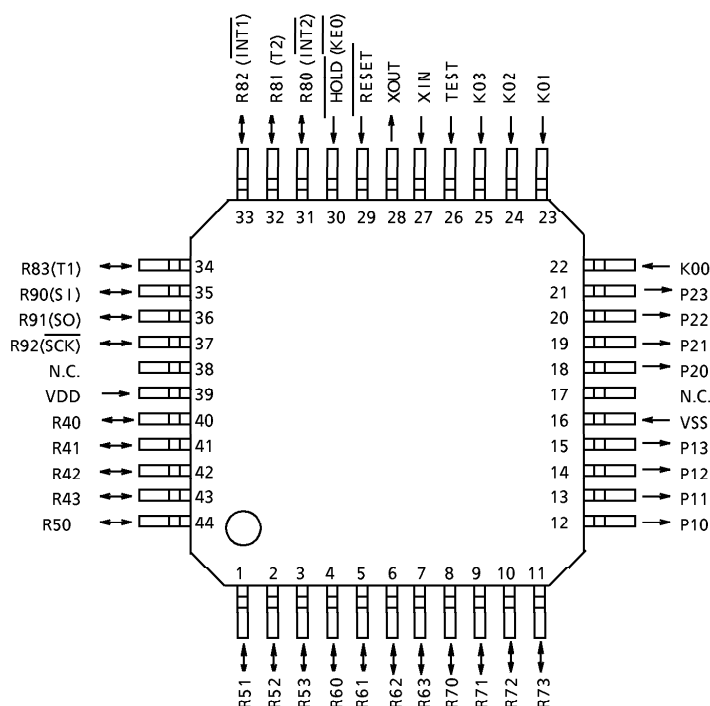 R82 (INT1)
R81 (T2)
R80 (INT2)
HOLD (KE0)
RESET
XOUT
XIN
TEST
K03
K02
K01
33 32 31 30 29 28 27 26 25 24 23
R83(T1) 34
R90(SI) 35
R91(SO) 36
R92(SCK) 37
N.C. 38
VDD 39
R40 40
R41 41
R42 42
R43 43
R50 44
22 K00
21 P23
20 P22
19 P21
18 P20
17 N.C.
16 VSS
15 P13
14 P12
13 P11
12 P10
1 2 3 4 5 6 7 8 9 10 11
R51
R52
R53
R60
R61
R62
R63
R70
R71
R72
R73